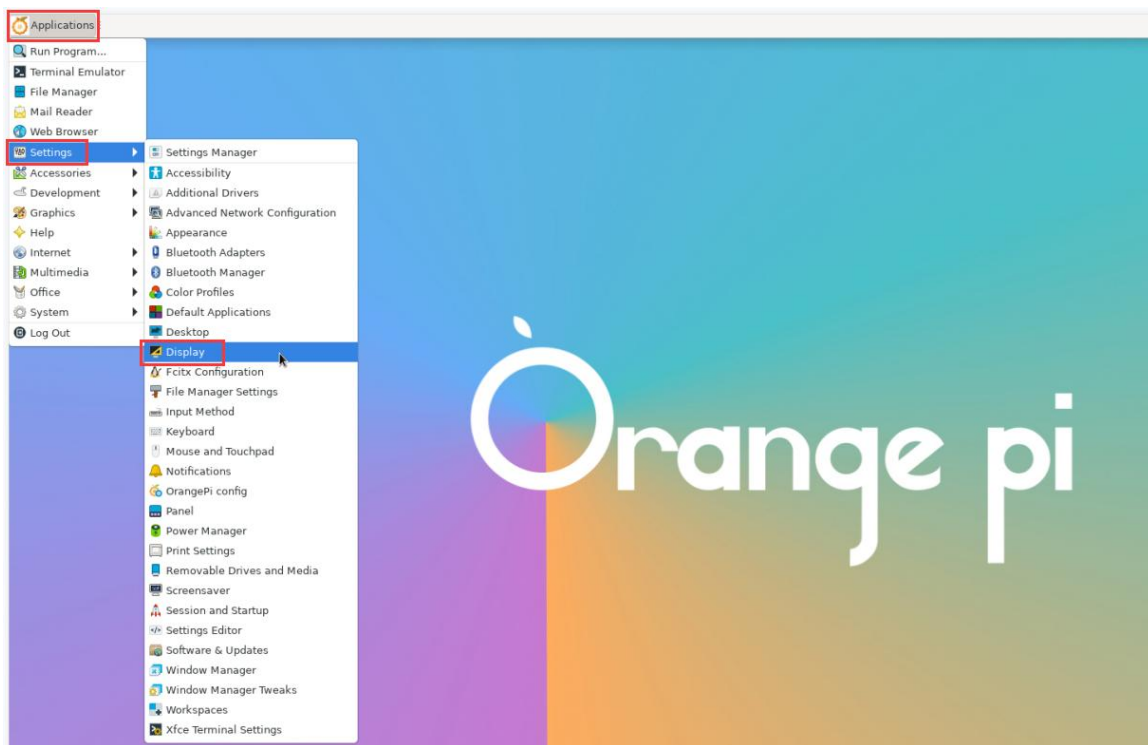 Applications
Run Program...
Terminal Emulator
File Manager
Mail Reader
Web Browser
Settings
Accessories
Development
Graphics
Help
Internet
Multimedia
Office
System
Log Out
Settings Manager
Accessibility
Additional Drivers
Advanced Network Configuration
Appearance
Bluetooth Adapters
Bluetooth Manager
Color Profiles
Default Applications
Desktop
Display
Fcitx Configuration
File Manager Settings
Input Method
Keyboard
Mouse and Touchpad
Notifications
OrangePi config
Panel
Power Manager
Print Settings
Removable Drives and Media
Screensaver
Session and Startup
Settings Editor
Software & Updates
Window Manager
Window Manager Tweaks
Workspaces
Xfce Terminal Settings
Orange pi